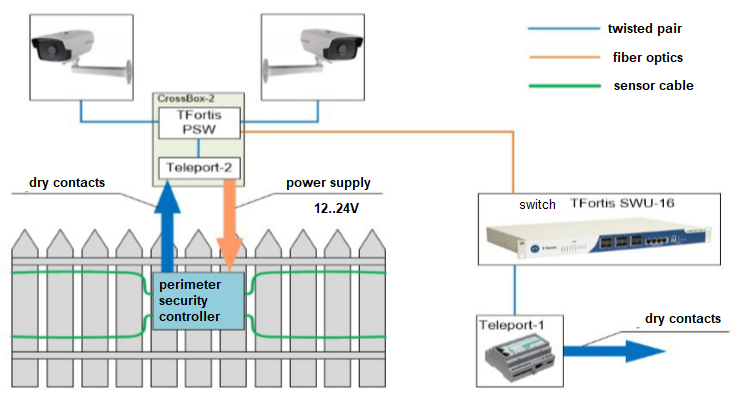 twisted pair
fiber optics
sensor cable
CrossBox-2
TFortis
PSW
Teleport-2
dry contacts
power supply
12..24V
switch TFortis SWU-16
perimeter
security
controller
Teleport-1
dry contacts